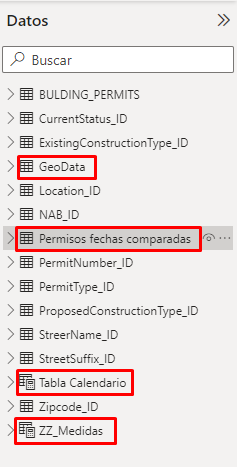 Datos
Buscar
BULDING_PERMITS
CurrentStatus_ID
ExistingConstructionType_ID
GeoData
Location_ID
NAB_ID
Permisos fechas comparadas
PermitNumber_ID
PermitType_ID
ProposedConstructionType_ID
StreerName_ID
StreetSuffix_ID
Tabla Calendario
Zipcode_ID
ZZ_Medidas